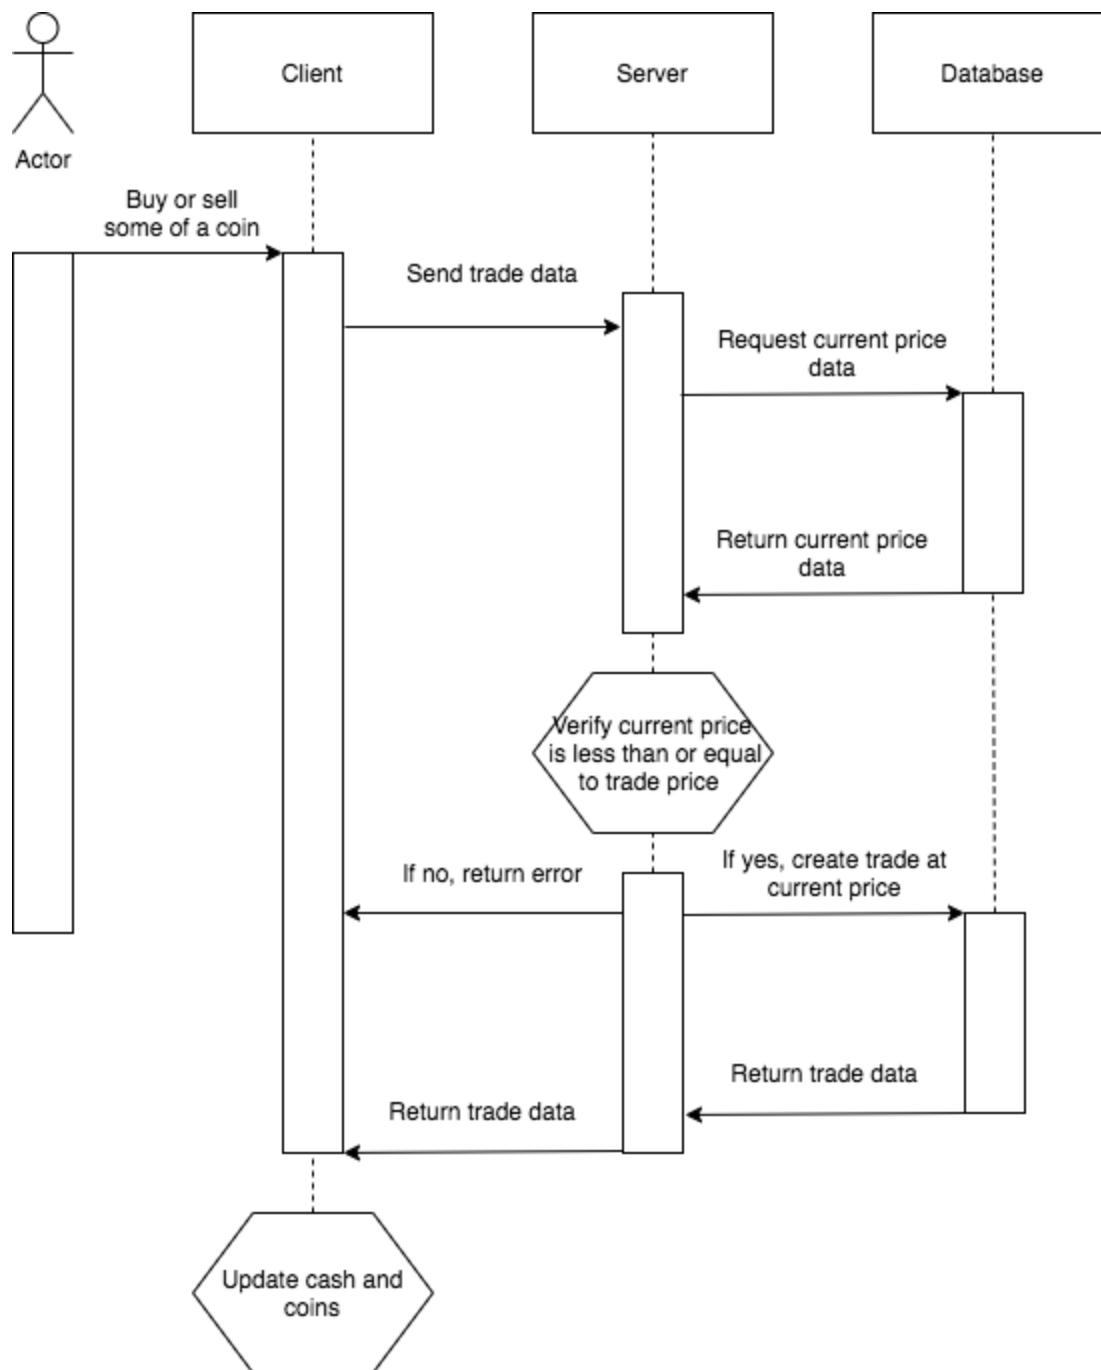 Client
Server
Database
Actor
Buy or sell
some of a coin
Send trade data
Request current price
data
Return current price
data
Verify current price
is less than or equal
to trade price
If no, return error
If yes, create trade at
current price
Return trade data
Return trade data
Update cash and
coins